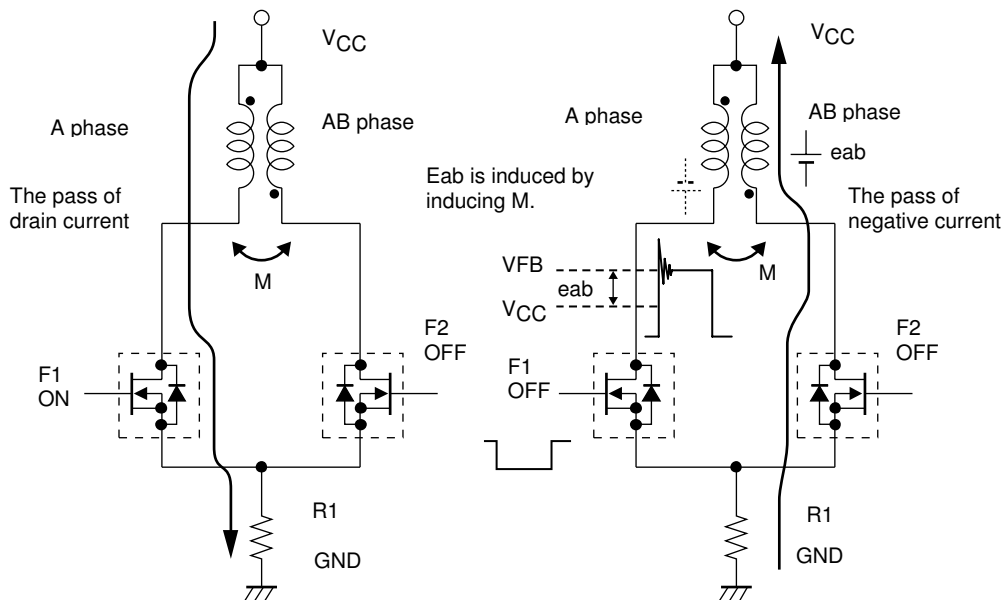 VCC
A phase
AB phase
The pass of
drain current
M
F1
ON
F2
OFF
R1
GND
VCC
A phase
AB phase
eab
Eab is induced by
inducing M.
The pass of
negative current
M
VFB
eab
VCC
F1
OFF
F2
OFF
R1
GND